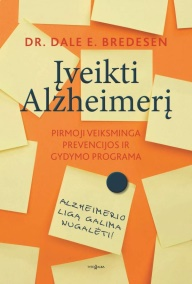 DR. DALE E. BREDESEN
Įveikti
Alzheimerį
PIRMOJI VEIKSMINGA
PREVENCIJOS IR
GYDYMO PROGRAMA
ALZHEIMERIO
LIGĄ GALIMA
NUGALĖTI!